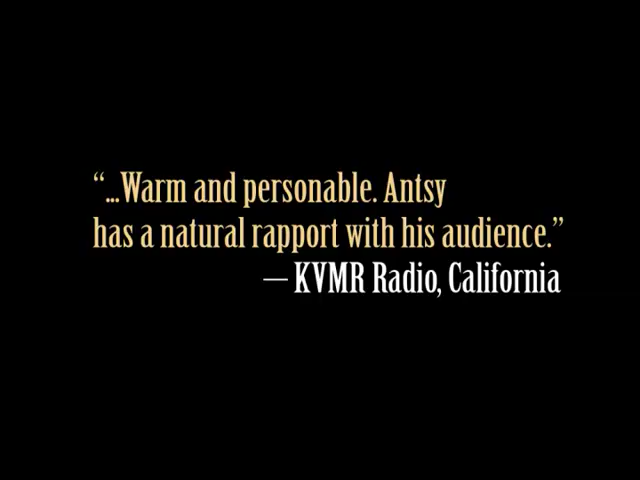 “...Warm and personable. Antsy
has a natural rapport with his audience.”
— KVMR Radio, California